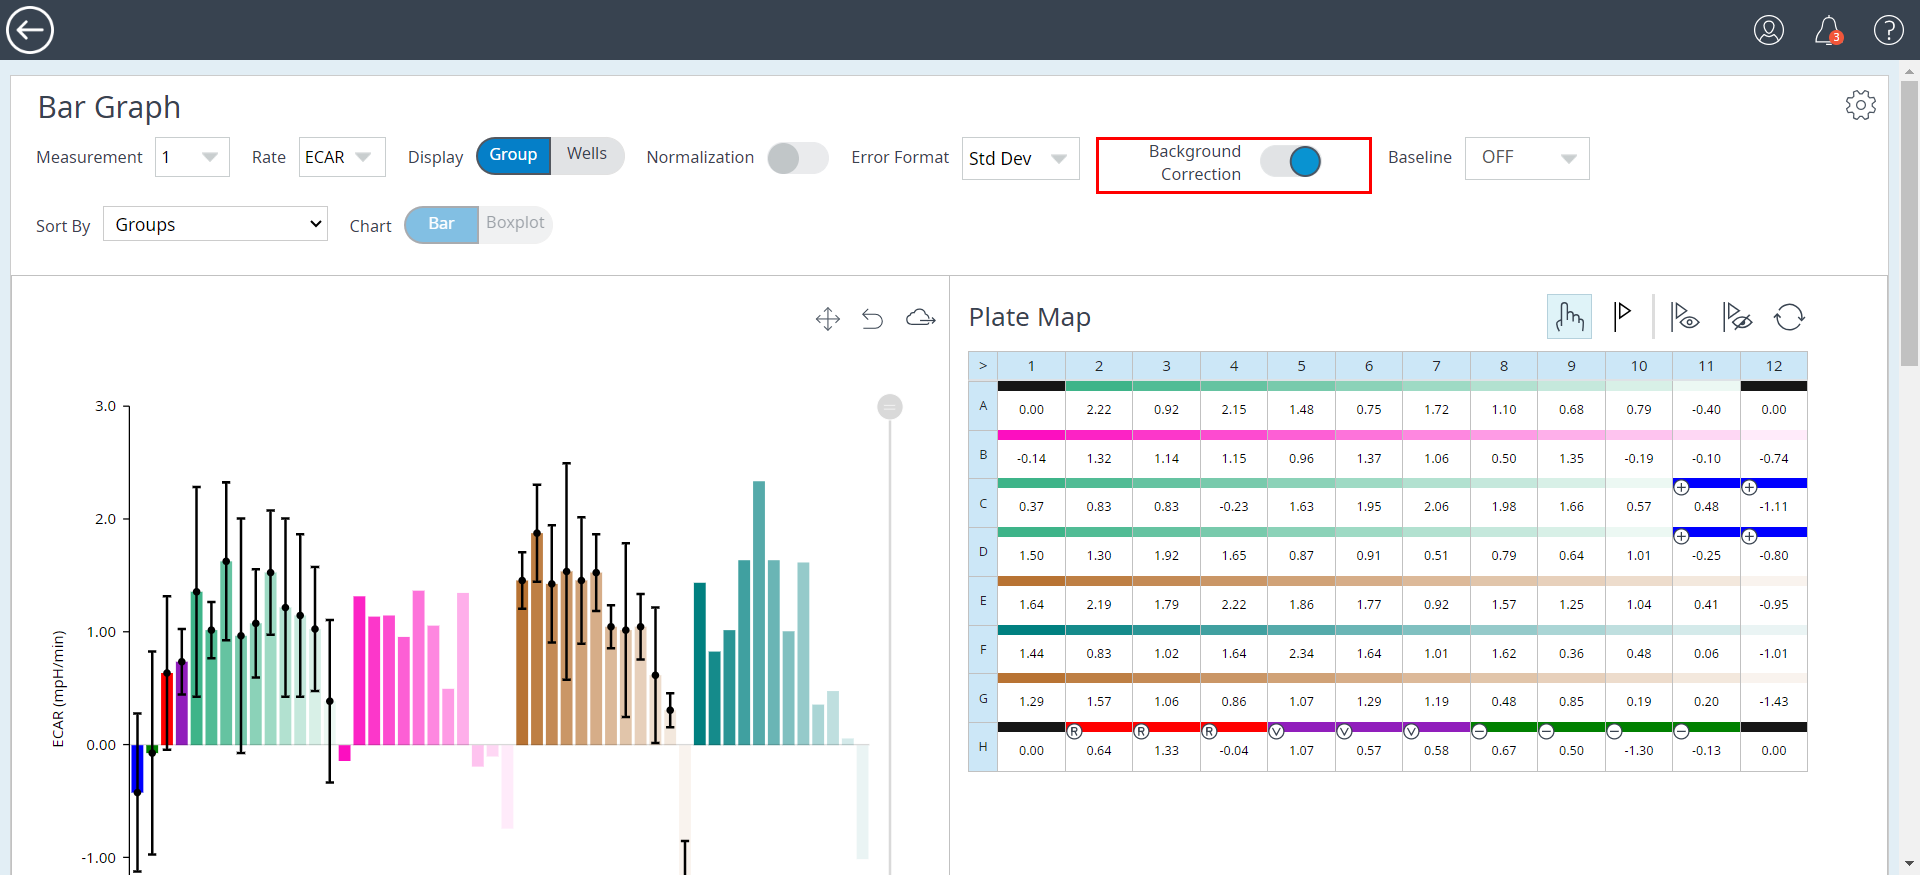 3
Bar Graph
Measurement 1 Rate ECAR Display Group Wells Normalization Error Format Std Dev Background Correction Baseline OFF
Sort By Groups Chart Bar Boxplot
3.0
2.0
1.00
0.00
-1.00
ECAR (mpH/min)
Plate Map
> 1 2 3 4 5 6 7 8 9 10 11 12
A 0.00 2.22 0.92 2.15 1.48 0.75 1.72 1.10 0.68 0.79 -0.40 0.00
B -0.14 1.32 1.14 1.15 0.96 1.37 1.06 0.50 1.35 -0.19 -0.10 -0.74
C 0.37 0.83 0.83 -0.23 1.63 1.95 2.06 1.98 1.66 0.57 0.48 -1.11
D 1.50 1.30 1.92 1.65 0.87 0.91 0.51 0.79 0.64 1.01 -0.25 -0.80
E 1.64 2.19 1.79 2.22 1.86 1.77 0.92 1.57 1.25 1.04 0.41 -0.95
F 1.44 0.83 1.02 1.64 2.34 1.64 1.01 1.62 0.36 0.48 0.06 -1.01
G 1.29 1.57 1.06 0.86 1.07 1.29 1.19 0.48 0.85 0.19 0.20 -1.43
R R R V V V
H 0.00 0.64 1.33 -0.04 1.07 0.57 0.58 0.67 0.50 -1.30 -0.13 0.00